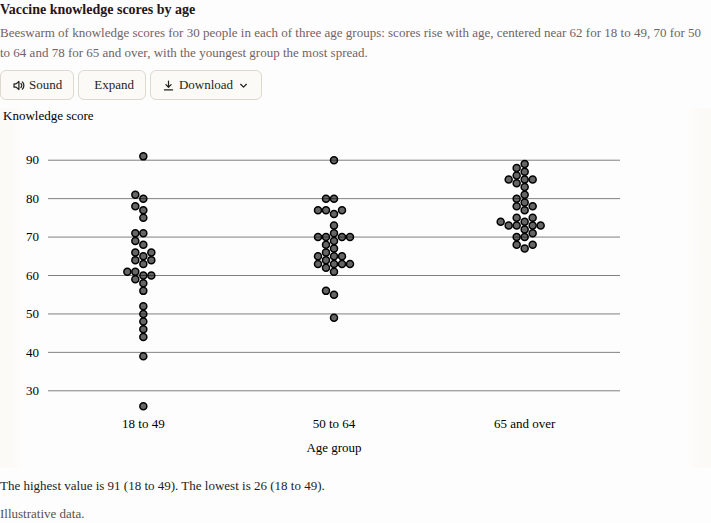 Vaccine knowledge scores by age
Beeswarm of knowledge scores for 30 people in each of three age groups: scores rise with age, centered near 62 for 18 to 49, 70 for 50
to 64 and 78 for 65 and over, with the youngest group the most spread.
Sound Expand Download
Knowledge score
90
80
70
60
50
40
30
18 to 49 50 to 64 65 and over
Age group
The highest value is 91 (18 to 49). The lowest is 26 (18 to 49).
Illustrative data.